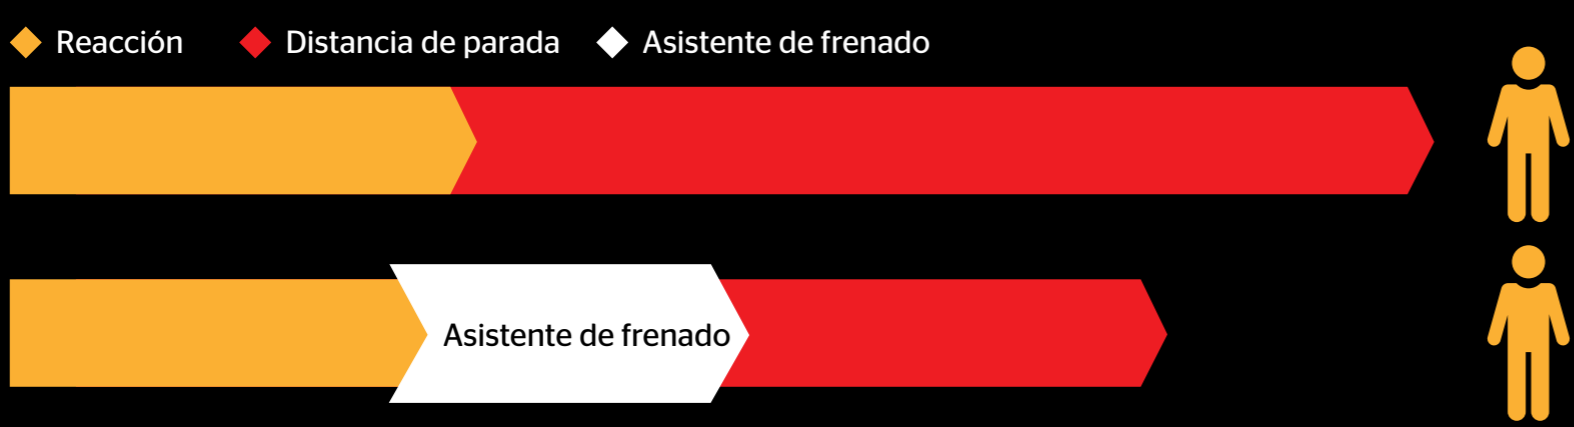 Reacción Distancia de parada Asistente de frenado
Asistente de frenado